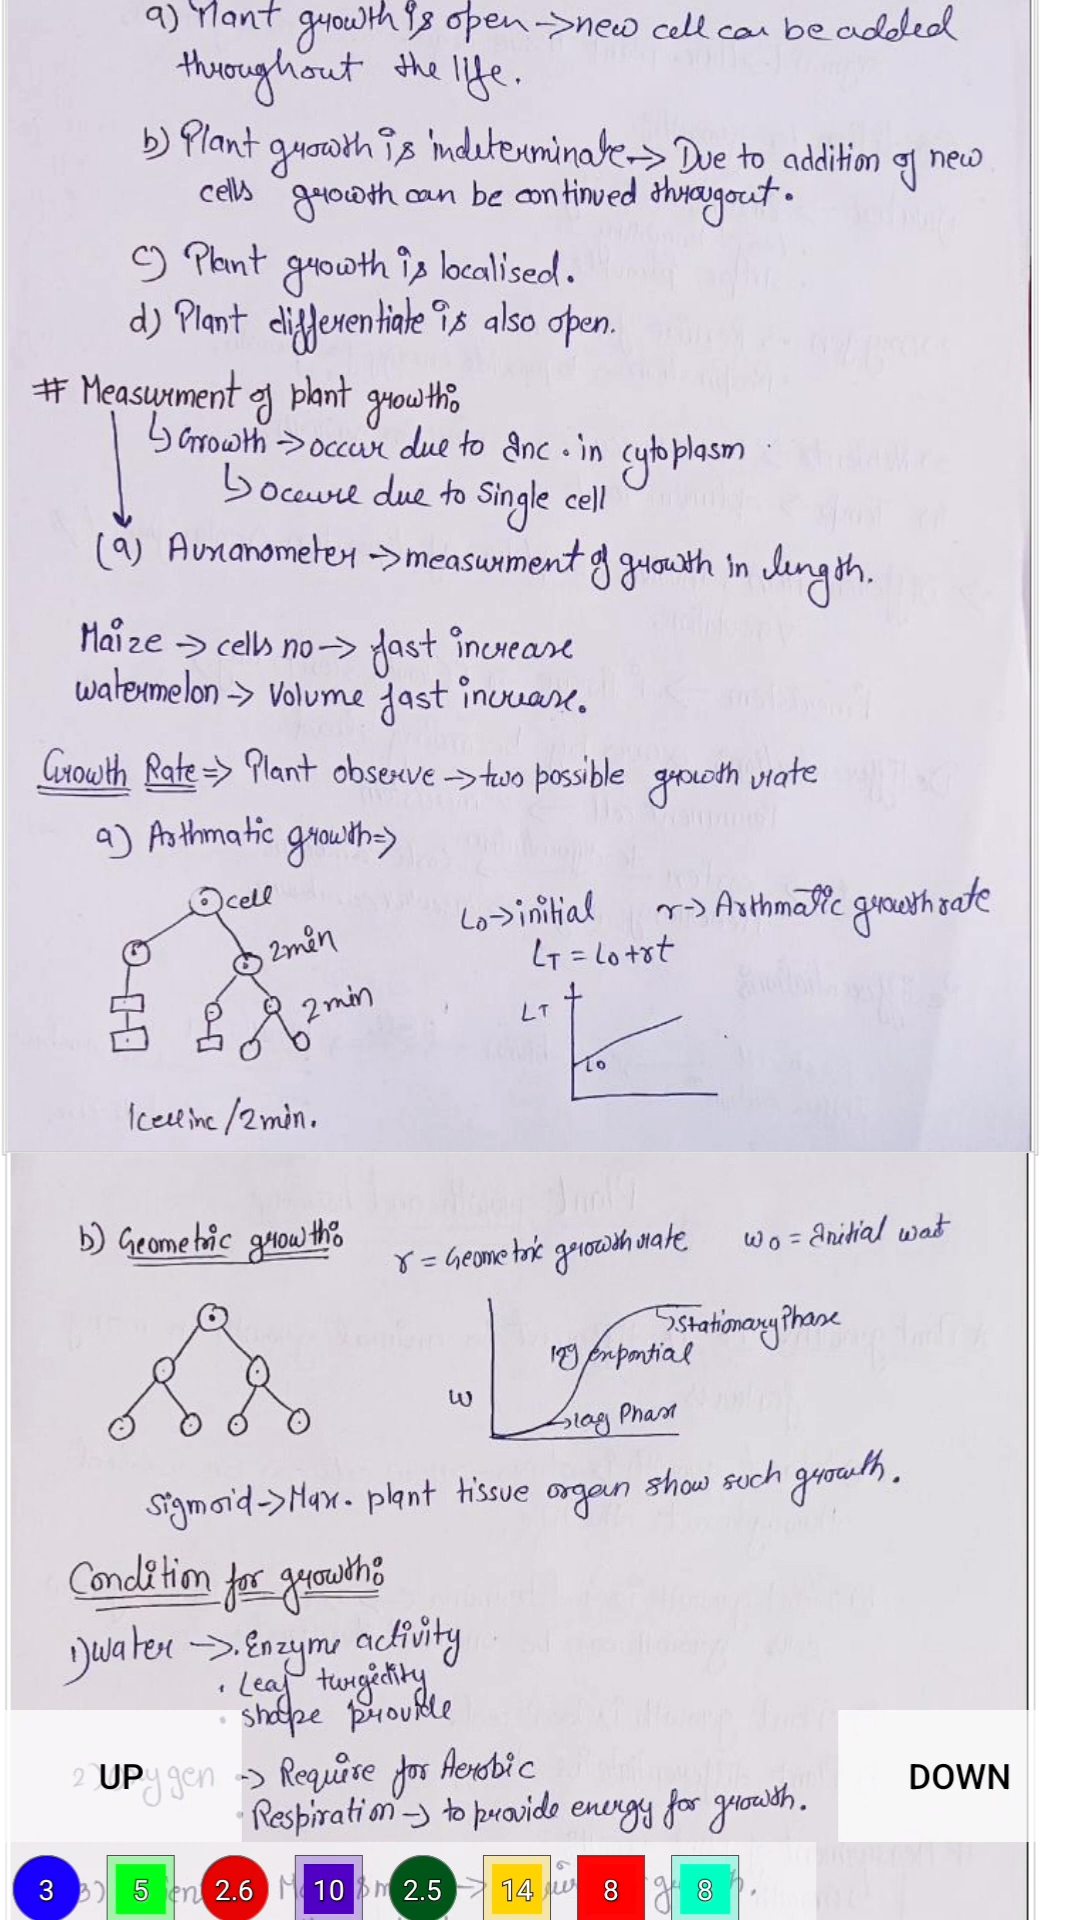 a) Plant growth is open -> new cell can be added
throughout the life.
b) Plant growth is indeterminate -> Due to addition of new
cells growth can be continued througout.
c) Plant growth is localised.
d) Plant differentiate is also open.
# Measurment of plant growth:
↳ Growth -> occur due to Inc. in cytoplasm
↳ occure due to single cell
(a) Auxanometer -> measurment of growth in length.
Maize -> cells no -> fast increase
watermelon -> Volume fast increase.
Growth Rate => Plant observe -> two possible growth rate
a) Arthmatic growth =>
cell
L0 -> initial r -> Arthmatic growth rate
2min
LT = L0 + rt
2min
LT
L0
1 cell inc / 2min.
b) Geometric growth:
r = Geometric growth rate w0 = Initial wat
stationary Phase
log expontial
w
lag Phase
Sigmoid -> Max. plant tissue organ show such growth.
Condition for growth:
1) water -> . Enzyme activity
. Leaf turgidity
. shape provide
2) gen -> Require for Aerobic
UP
DOWN
. Respiration -> to provide energy for growth.
3)
3 5 2.6 10 2.5 14 8 8